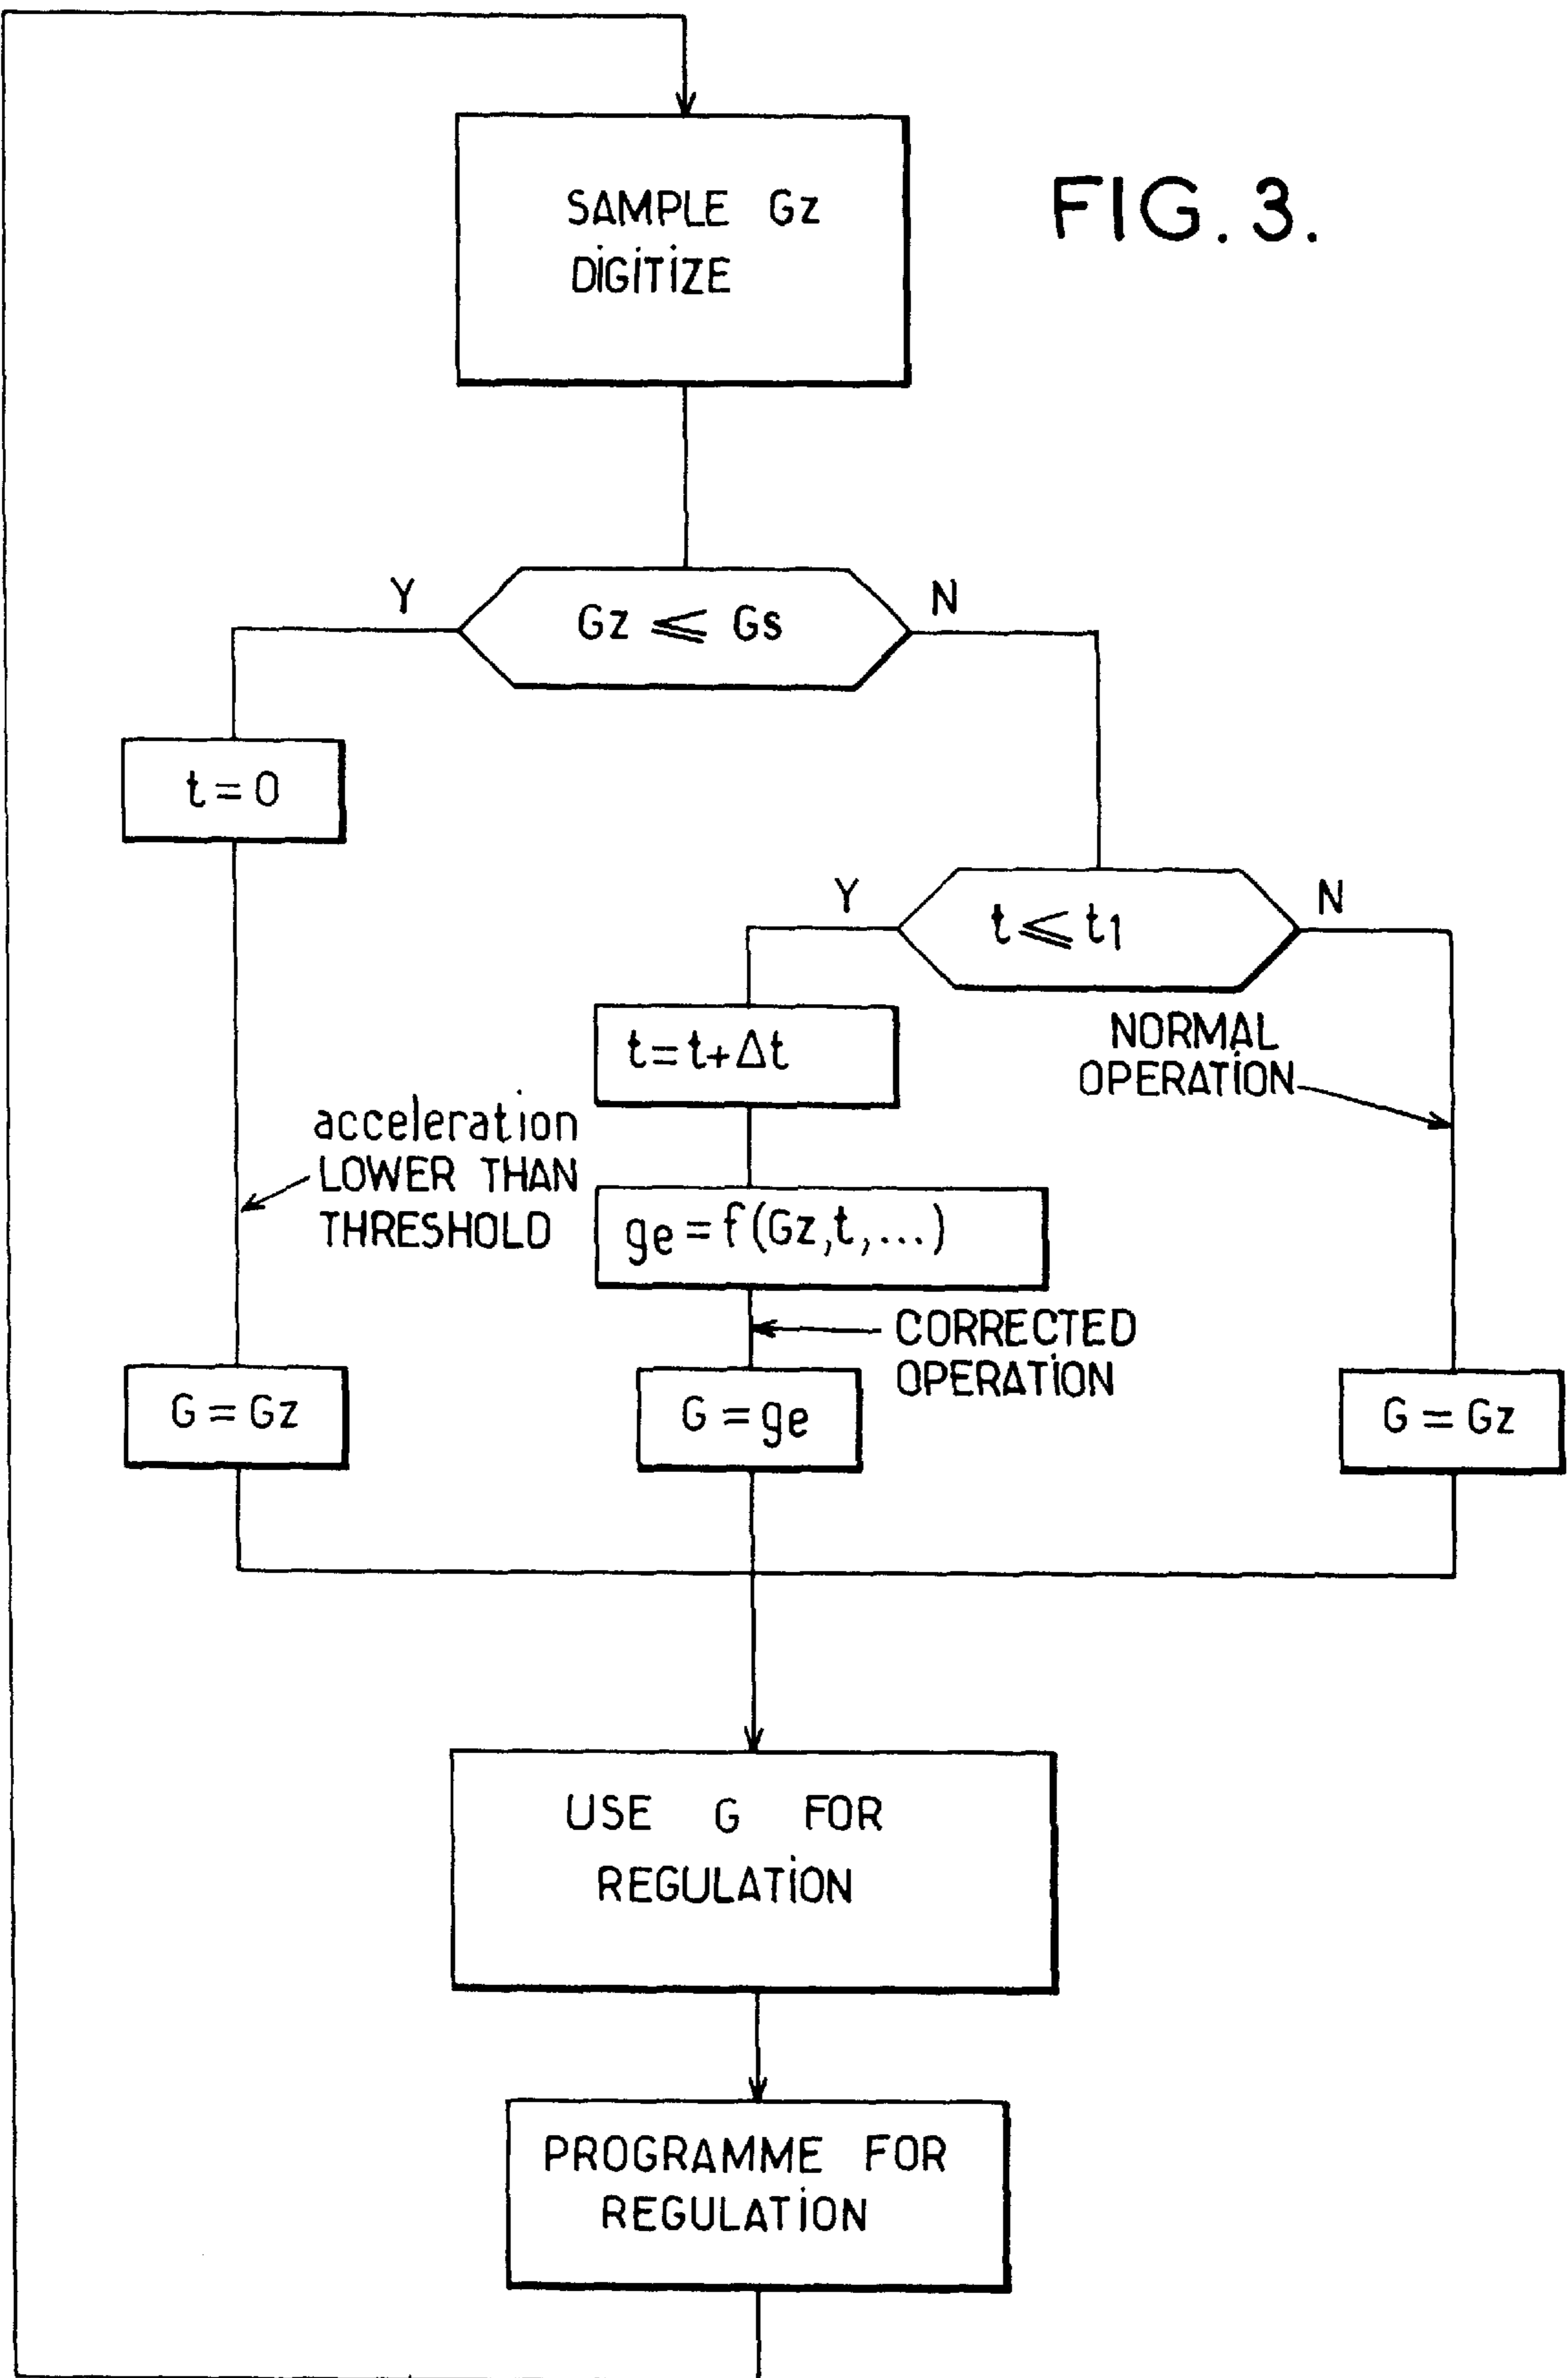 FIG. 3.
SAMPLE Gz
DIGITIZE
Y
Gz ⩽ Gs
N
t = 0
Y
t ⩽ t1
N
t = t + Δt
NORMAL
OPERATION
acceleration
LOWER THAN
THRESHOLD
ge = f(Gz,t,...)
CORRECTED
OPERATION
G = Gz
G = ge
G = Gz
USE G FOR
REGULATION
PROGRAMME FOR
REGULATION